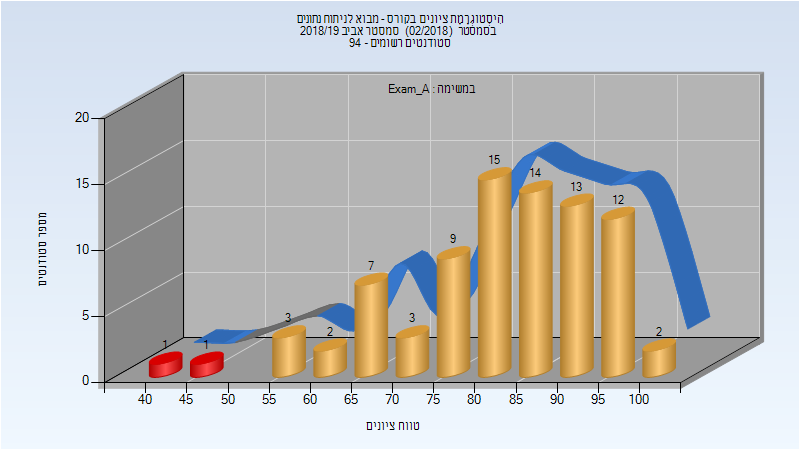 היסטוגרמת ציונים בקורס - מבוא לניתוח נתונים
בסמסטר (02/2018) סמסטר אביב 2018/19
סטודנטים רשומים - 94
במשימה : Exam_A
מספר סטודנטים
20
15
10
5
0
1
1
3
2
7
3
9
15
14
13
12
2
40 45 50 55 60 65 70 75 80 85 90 95 100
טווח ציונים